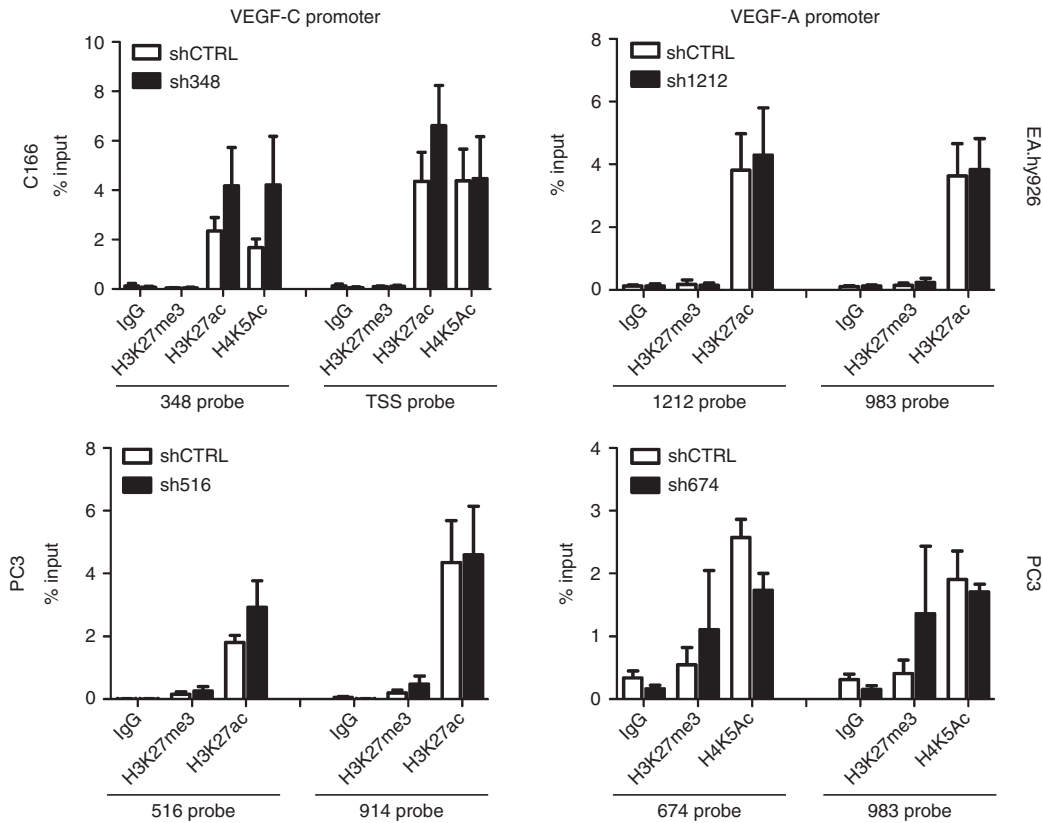 VEGF-C promoter
VEGF-A promoter
C166
% input
10
8
6
4
2
0
shCTRL
sh348
IgG
H3K27me3
H3K27ac
H4K5Ac
IgG
H3K27me3
H3K27ac
H4K5Ac
348 probe
TSS probe
% input
8
6
4
2
0
shCTRL
sh1212
IgG
H3K27me3
H3K27ac
IgG
H3K27me3
H3K27ac
1212 probe
983 probe
EA.hy926
PC3
% input
8
6
4
2
0
shCTRL
sh516
IgG
H3K27me3
H3K27ac
IgG
H3K27me3
H3K27ac
516 probe
914 probe
% input
4
3
2
1
0
shCTRL
sh674
IgG
H3K27me3
H4K5Ac
IgG
H3K27me3
H4K5Ac
674 probe
983 probe
PC3